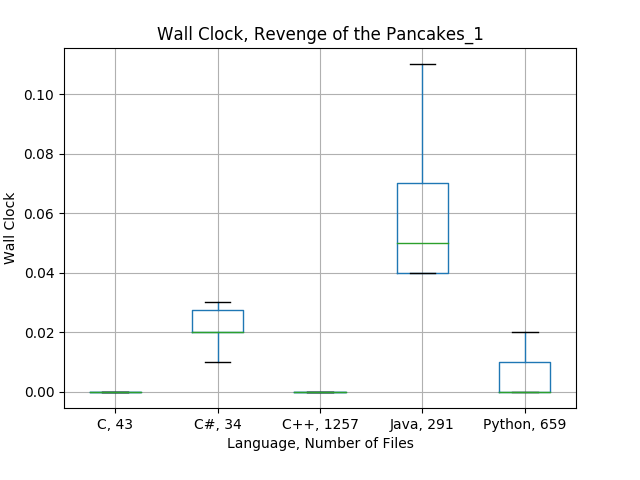 Wall Clock, Revenge of the Pancakes_1
0.10
0.08
0.06
0.04
0.02
0.00
Wall Clock
C, 43
C#, 34
C++, 1257
Java, 291
Python, 659
Language, Number of Files